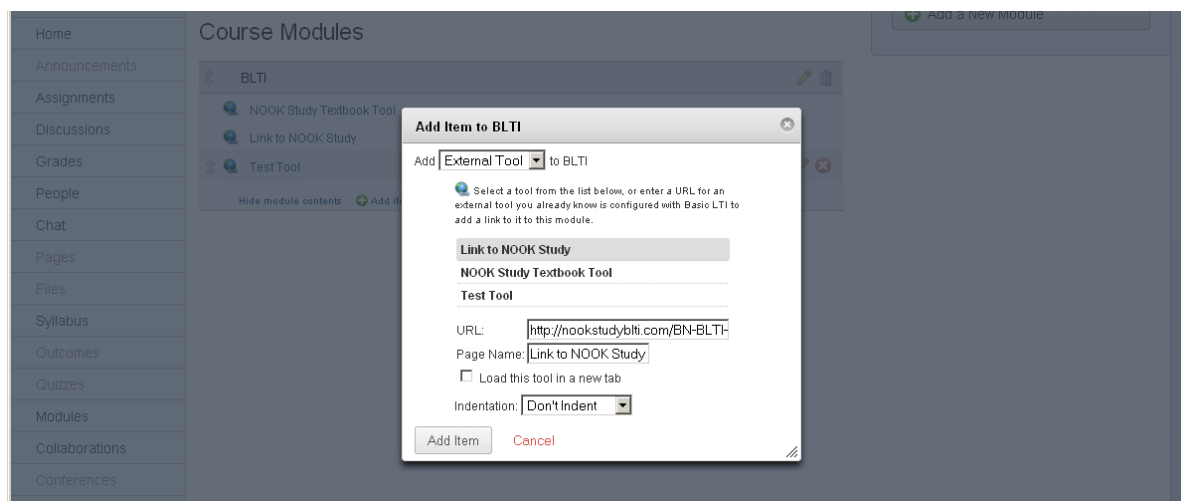 Home
Announcements
Assignments
Discussions
Grades
People
Chat
Pages
Files
Syllabus
Outcomes
Quizzes
Modules
Collaborations
Conferences
Course Modules
Add a New Module
BLTI
NOOK Study Textbook Tool
Link to NOOK Study
Test Tool
Hide module contents Add
Add Item to BLTI
Add External Tool to BLTI
Select a tool from the list below, or enter a URL for an
external tool you already know is configured with Basic LTI to
add a link to it to this module.
Link to NOOK Study
NOOK Study Textbook Tool
Test Tool
URL: http://nookstudyblti.com/BN-BLTI-
Page Name: Link to NOOK Study
Load this tool in a new tab
Indentation: Don't Indent
Add Item Cancel